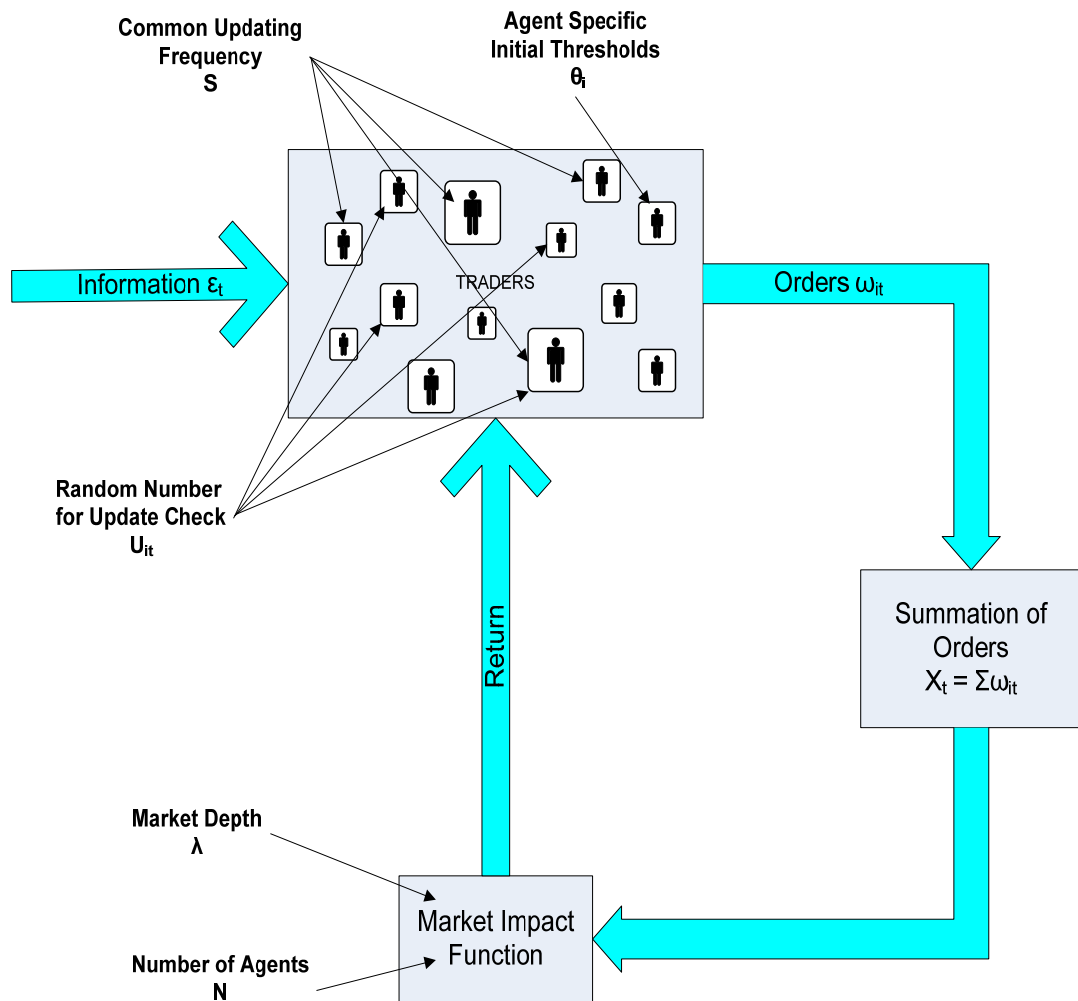 Common Updating
Frequency
S
Agent Specific
Initial Thresholds
θi
Information εt
TRADERS
Orders ωit
Random Number
for Update Check
Uit
Return
Summation of
Orders
Xt = Σωit
Market Depth
λ
Market Impact
Function
Number of Agents
N